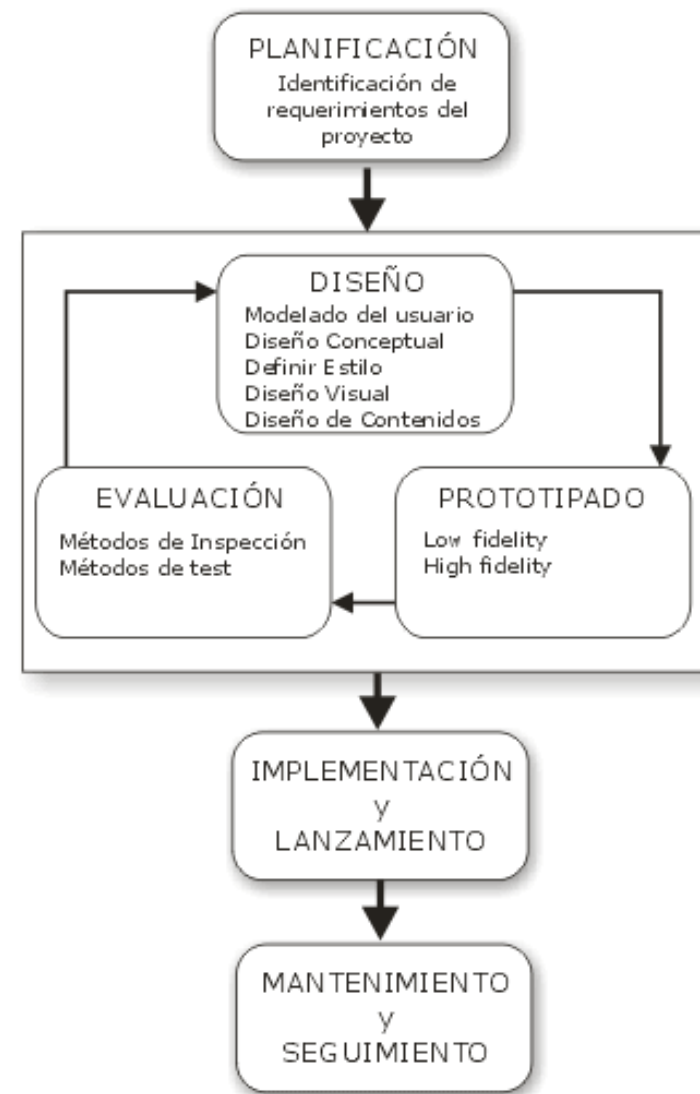 PLANIFICACIÓN
Identificación de
requerimientos del
proyecto
DISEÑO
Modelado del usuario
Diseño Conceptual
Definir Estilo
Diseño Visual
Diseño de Contenidos
EVALUACIÓN
Métodos de Inspección
Métodos de test
PROTOTIPADO
Low fidelity
High fidelity
IMPLEMENTACIÓN
y
LANZAMIENTO
MANTENIMIENTO
y
SEGUIMIENTO